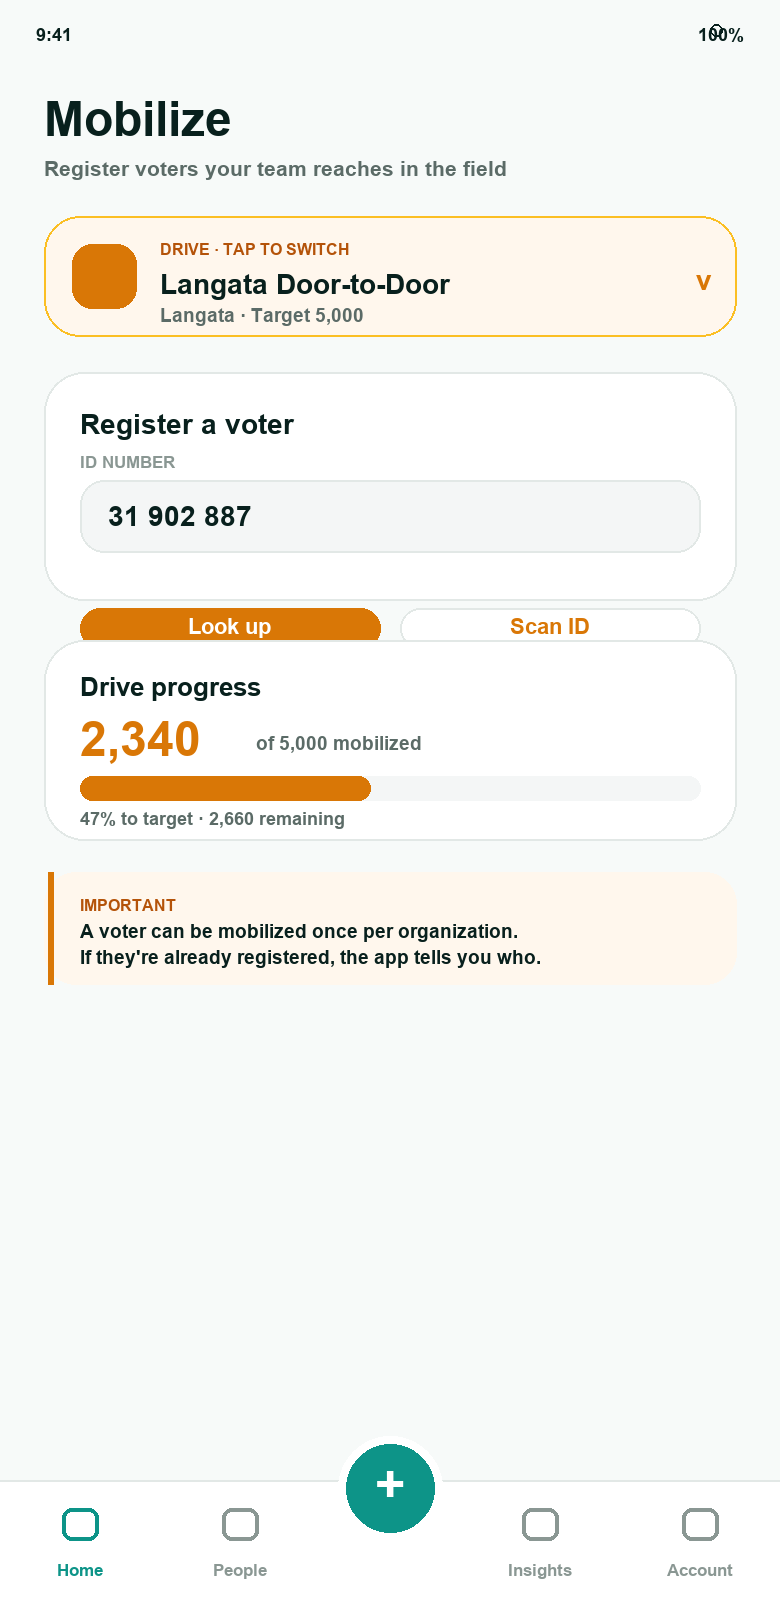 9:41
100%
Mobilize
Register voters your team reaches in the field
DRIVE · TAP TO SWITCH
Langata Door-to-Door
v
Langata · Target 5,000
Register a voter
ID NUMBER
31 902 887
Look up
Scan ID
Drive progress
2,340 of 5,000 mobilized
47% to target · 2,660 remaining
IMPORTANT
A voter can be mobilized once per organization.
If they're already registered, the app tells you who.
+
Home
People
Insights
Account